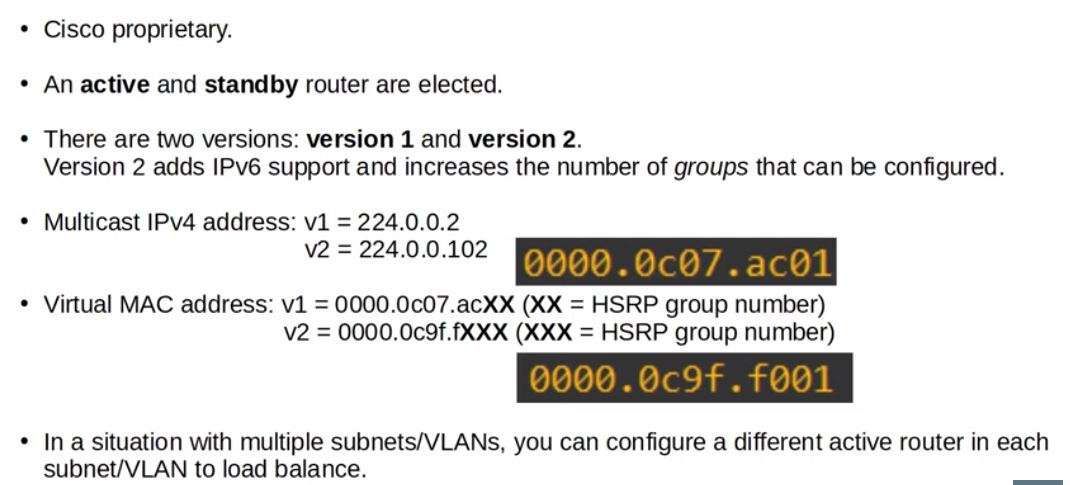 • Cisco proprietary.
• An active and standby router are elected.
• There are two versions: version 1 and version 2.
Version 2 adds IPv6 support and increases the number of groups that can be configured.
• Multicast IPv4 address: v1 = 224.0.0.2
v2 = 224.0.0.102
0000.0c07.ac01
• Virtual MAC address: v1 = 0000.0c07.acXX (XX = HSRP group number)
v2 = 0000.0c9f.fXXX (XXX = HSRP group number)
0000.0c9f.f001
• In a situation with multiple subnets/VLANs, you can configure a different active router in each
subnet/VLAN to load balance.